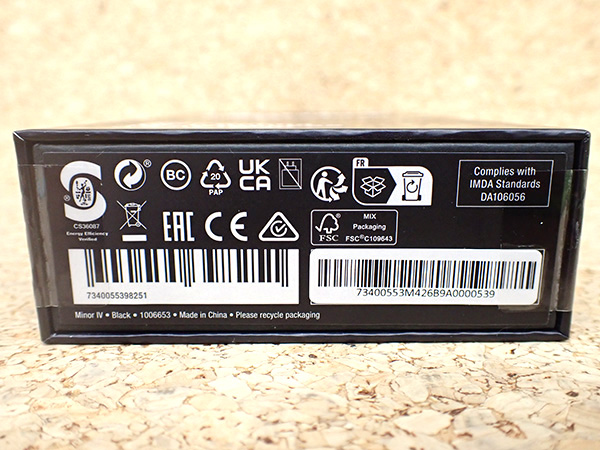 S
CS36087
Energy Efficiency
Verified
®
BC
20
PAP
UK
CA
FR
EAC
CE
FSC
MIX
Packaging
FSC® C109643
Complies with
IMDA Standards
DA106056
7340055398251
73400553M426B9A0000539
Minor IV • Black • 1006653 • Made in China • Please recycle packaging